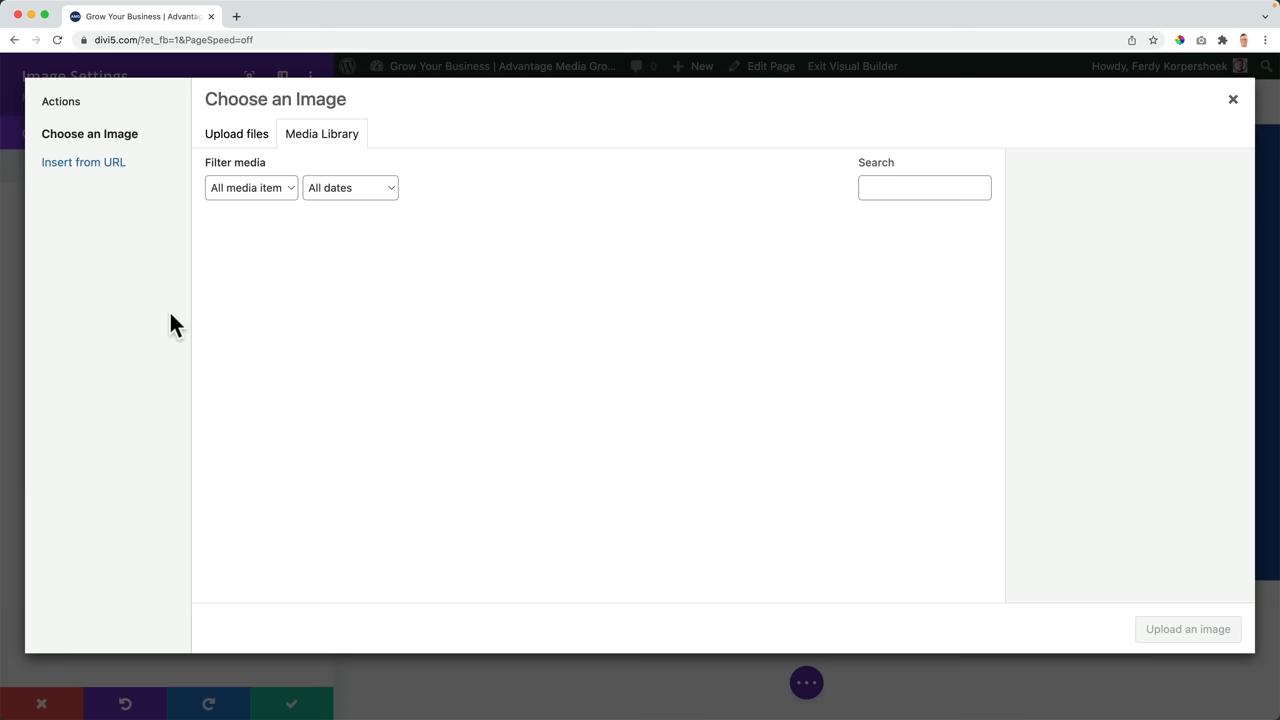 Grow Your Business | Advanta
divi5.com/?et_fb=1&PageSpeed=off
Image Settings
Grow Your Business | Advantage Media Gro... 0 New Edit Page Exit Visual Builder Howdy, Ferdy Korpershoek
Actions
Choose an Image
Insert from URL
Choose an Image
Upload files Media Library
Filter media
All media item All dates
Search
Upload an image